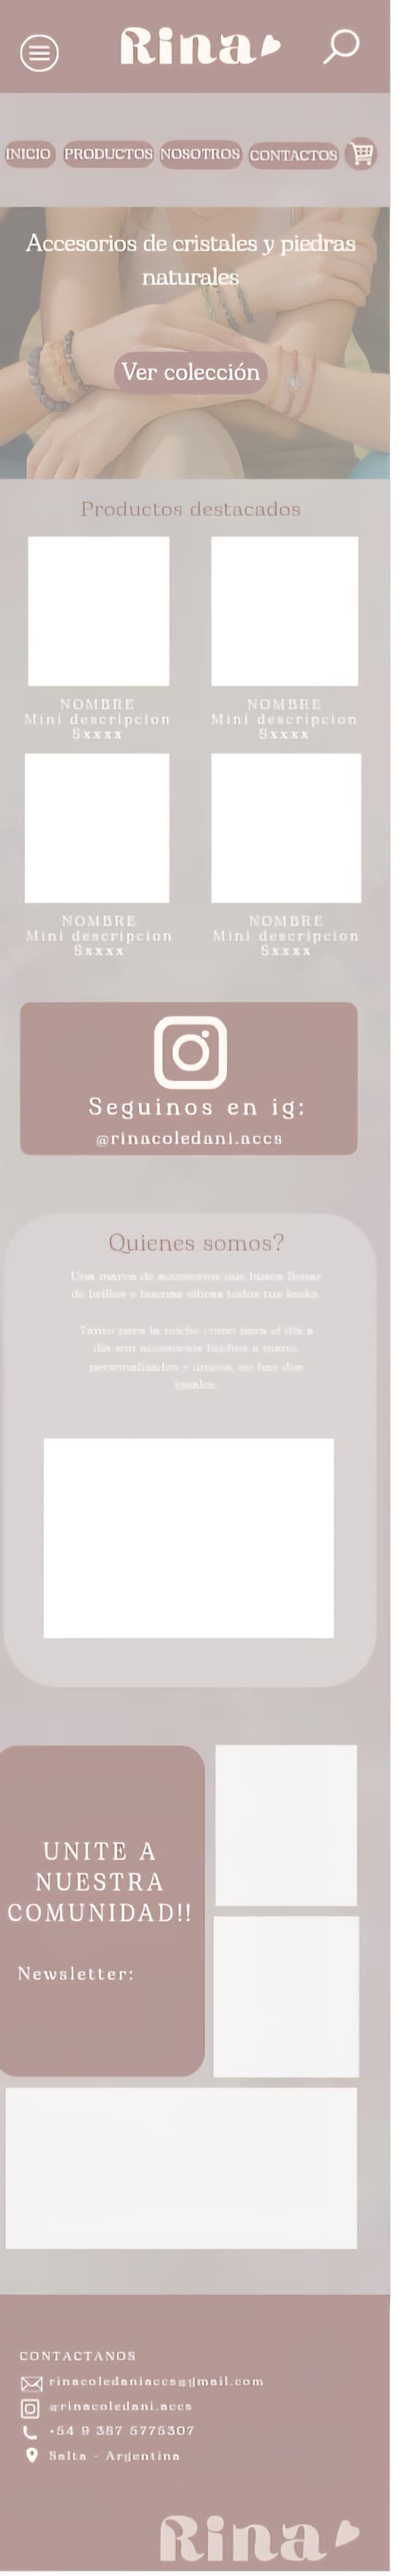 Rina
INICIO PRODUCTOS NOSOTROS CONTACTOS
Accesorios de cristales y piedras
naturales
Ver colección
Productos destacados
NOMBRE NOMBRE
Mini descripcion Mini descripcion
$xxxx $xxxx
NOMBRE NOMBRE
Mini descripcion Mini descripcion
$xxxx $xxxx
Seguinos en ig:
@rinacoledani.accs
Quienes somos?
Una marca de accesorios que busca llenar
de brillos y buenas vibras todos tus looks.
Tanto para la noche como para el dia a
dia son accesorios hechos a mano,
personalizados y únicos, no hay dos
iguales.
UNITE A
NUESTRA
COMUNIDAD!!
Newsletter:
CONTACTANOS
rinacoledaniaccs@gmail.com
@rinacoledani.accs
+54 9 387 5775307
Salta - Argentina
Rina